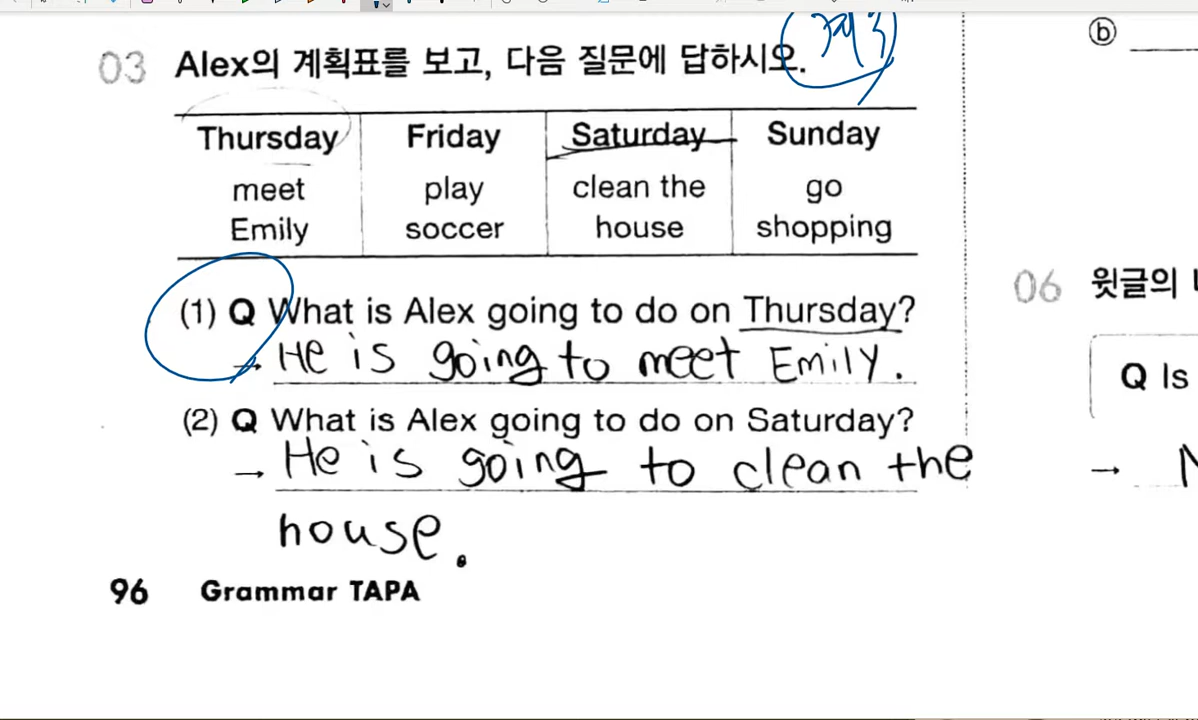 03 Alex의 계획표를 보고, 다음 질문에 답하시오.
Thursday Friday Saturday Sunday
meet play clean the go
Emily soccer house shopping
(1) Q What is Alex going to do on Thursday?
→ He is going to meet Emily.
(2) Q What is Alex going to do on Saturday?
→ He is going to clean the
house.
96 Grammar TAPA
ⓑ
06 윗글의
Q Is
→